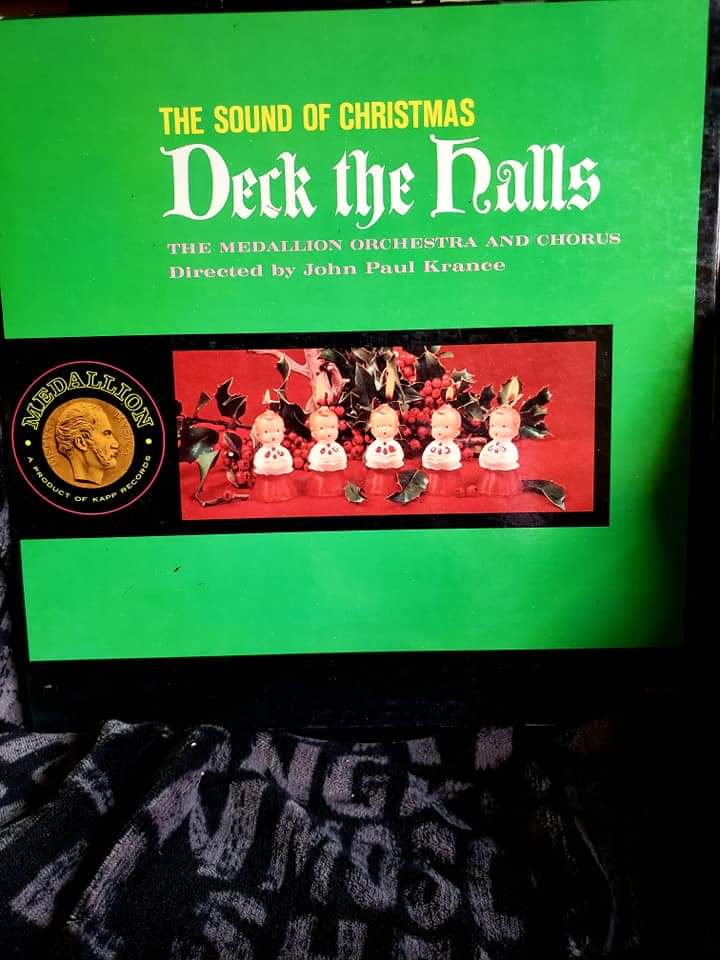 THE SOUND OF CHRISTMAS
Deck the Halls
THE MEDALLION ORCHESTRA AND CHORUS
Directed by John Paul Krance
MEDALLION
A PRODUCT OF KAPP RECORDS